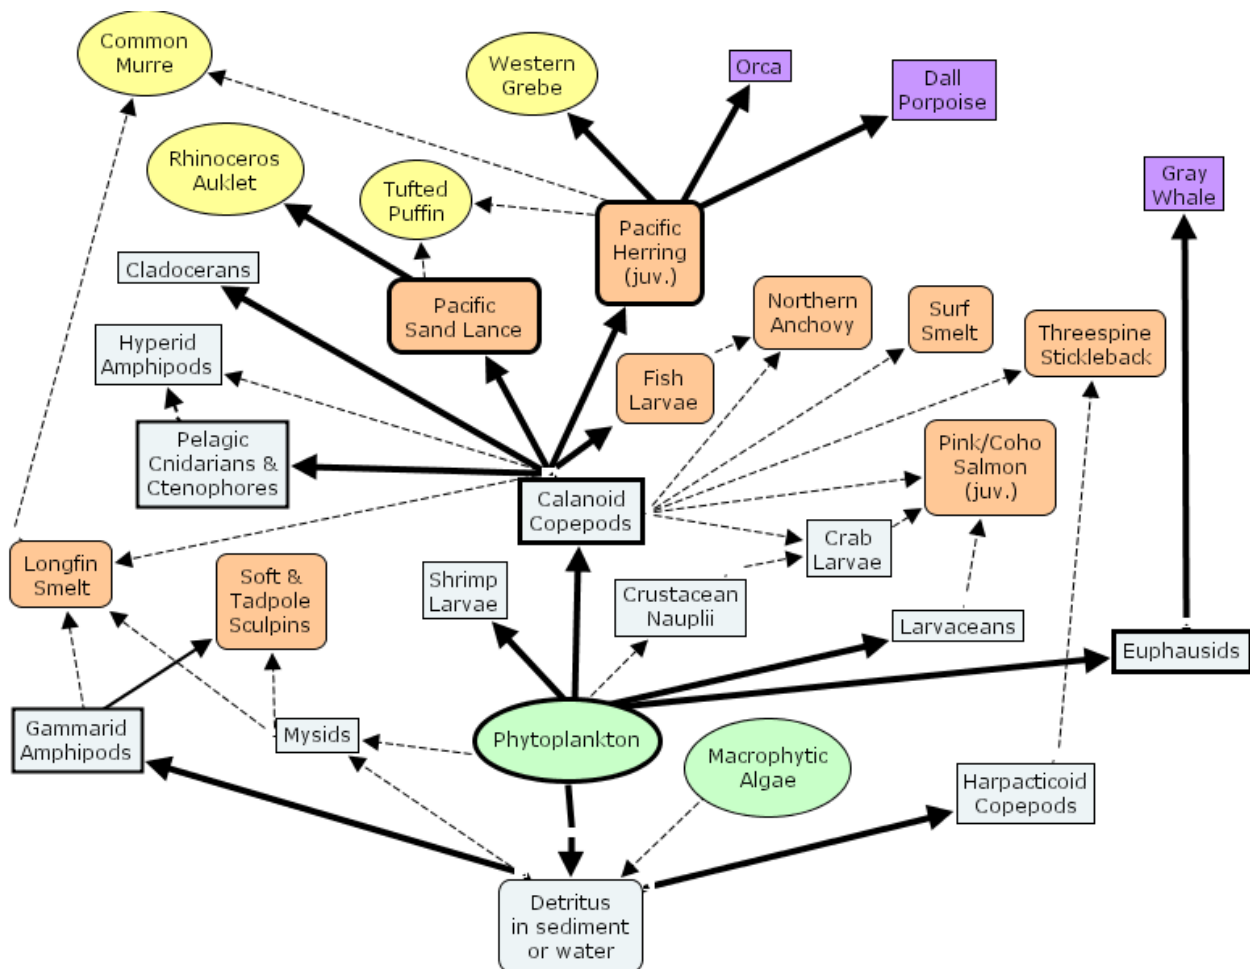 Common
Murre
Western
Grebe
Orca
Dall
Porpoise
Rhinoceros
Auklet
Tufted
Puffin
Gray
Whale
Pacific
Herring
(juv.)
Cladocerans
Pacific
Sand Lance
Northern
Anchovy
Surf
Smelt
Threespine
Stickleback
Hyperid
Amphipods
Fish
Larvae
Pelagic
Cnidarians &
Ctenophores
Pink/Coho
Salmon
(juv.)
Calanoid
Copepods
Crab
Larvae
Longfin
Smelt
Soft &
Tadpole
Sculpins
Shrimp
Larvae
Crustacean
Nauplii
Larvaceans
Euphausids
Gammarid
Amphipods
Mysids
Phytoplankton
Macrophytic
Algae
Harpacticoid
Copepods
Detritus
in sediment
or water